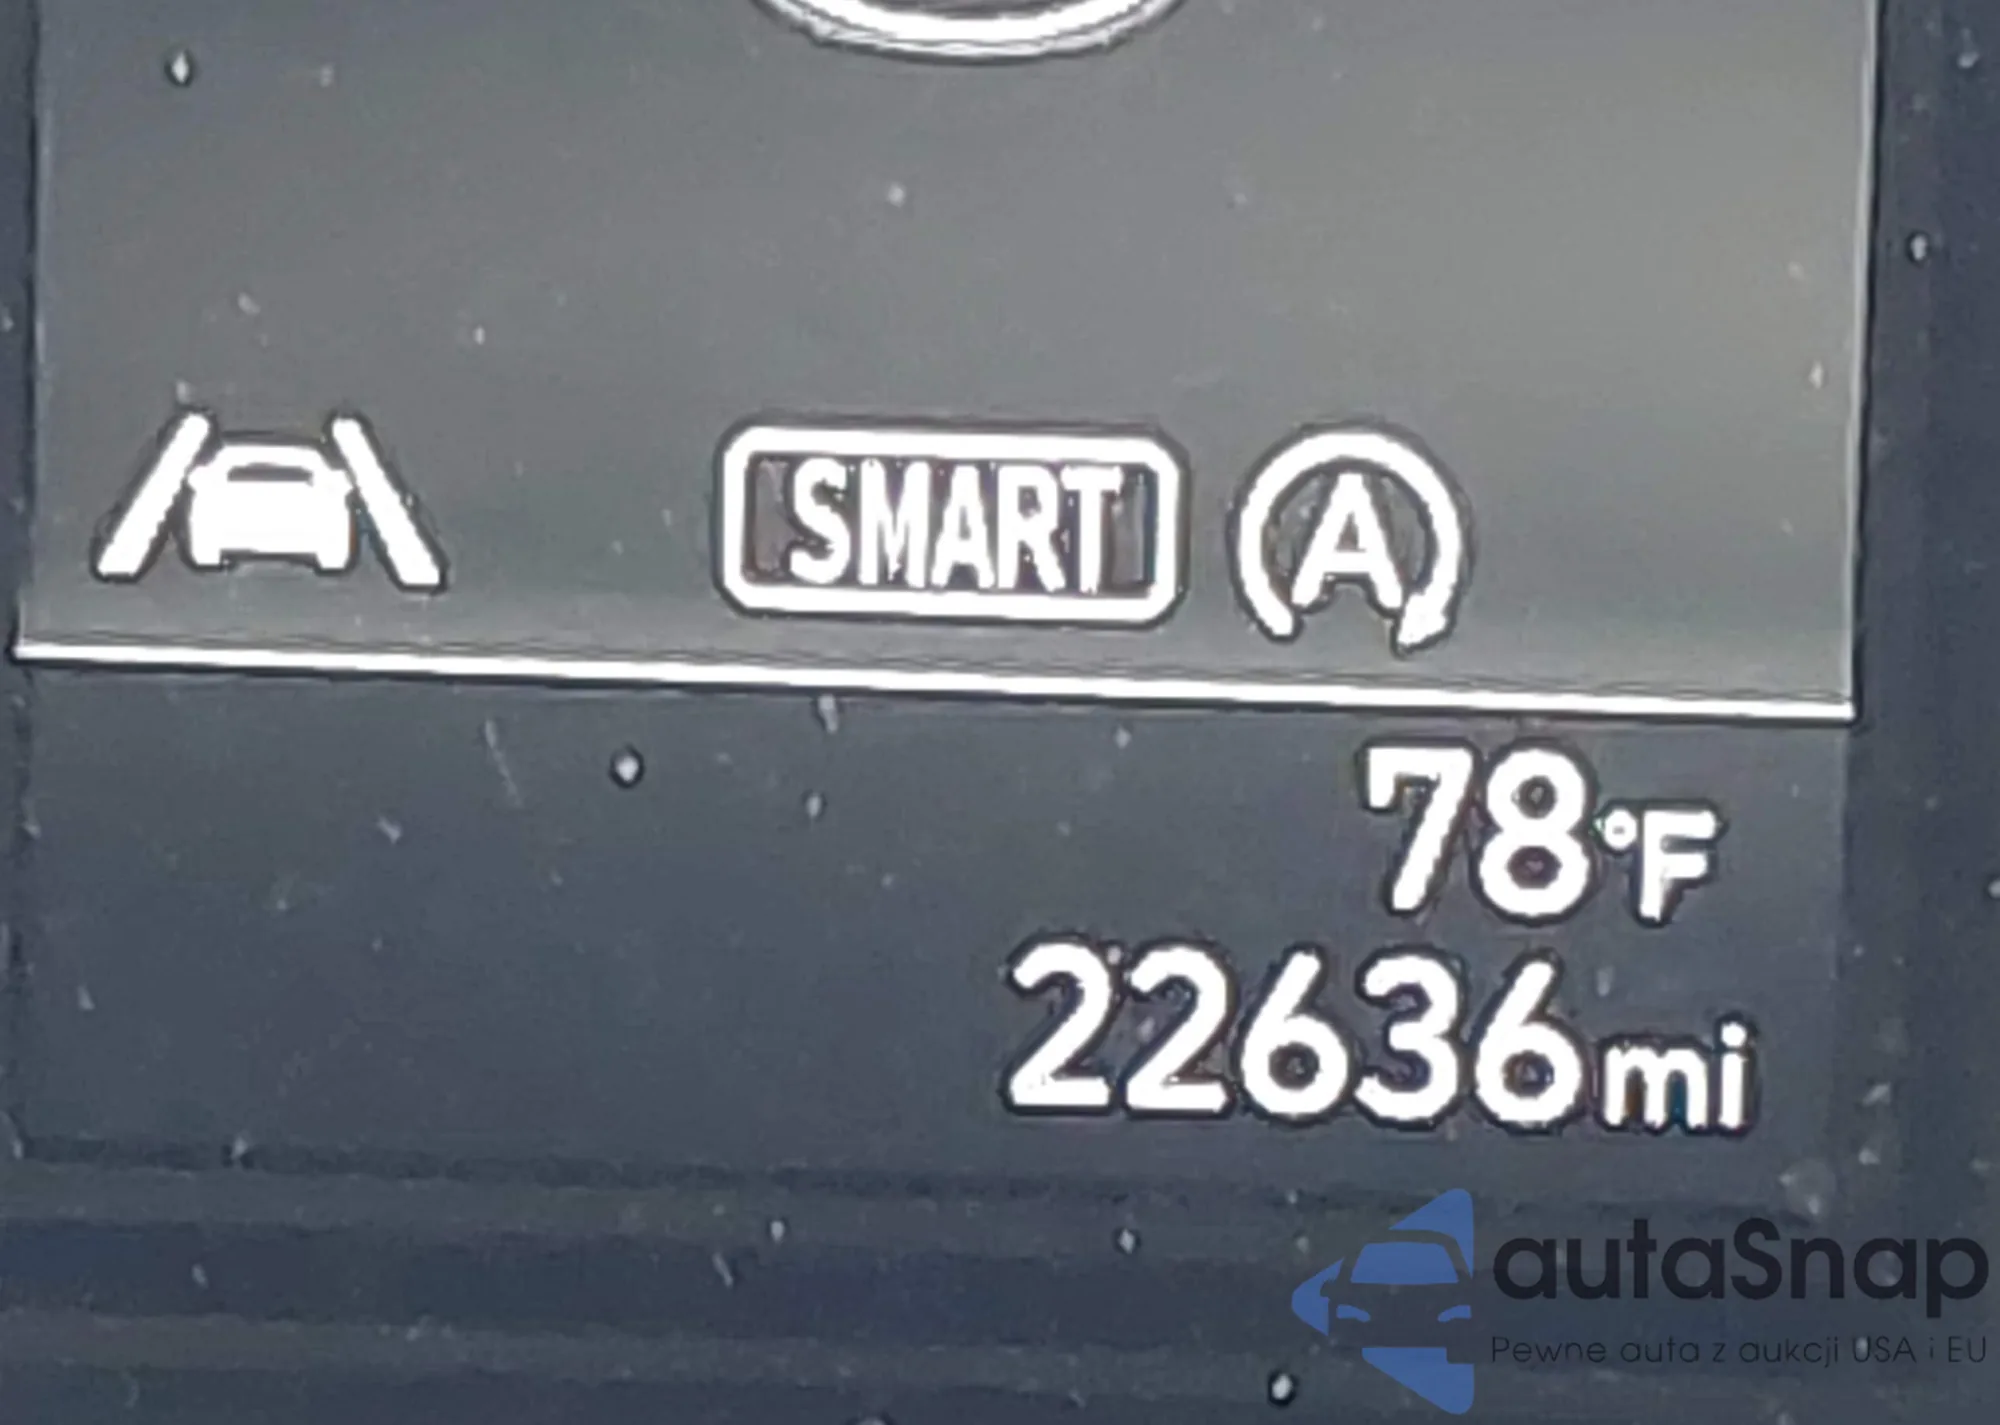 SMART A
78°F
22636mi
autaSnap
Pewne auta z aukcji USA i EU